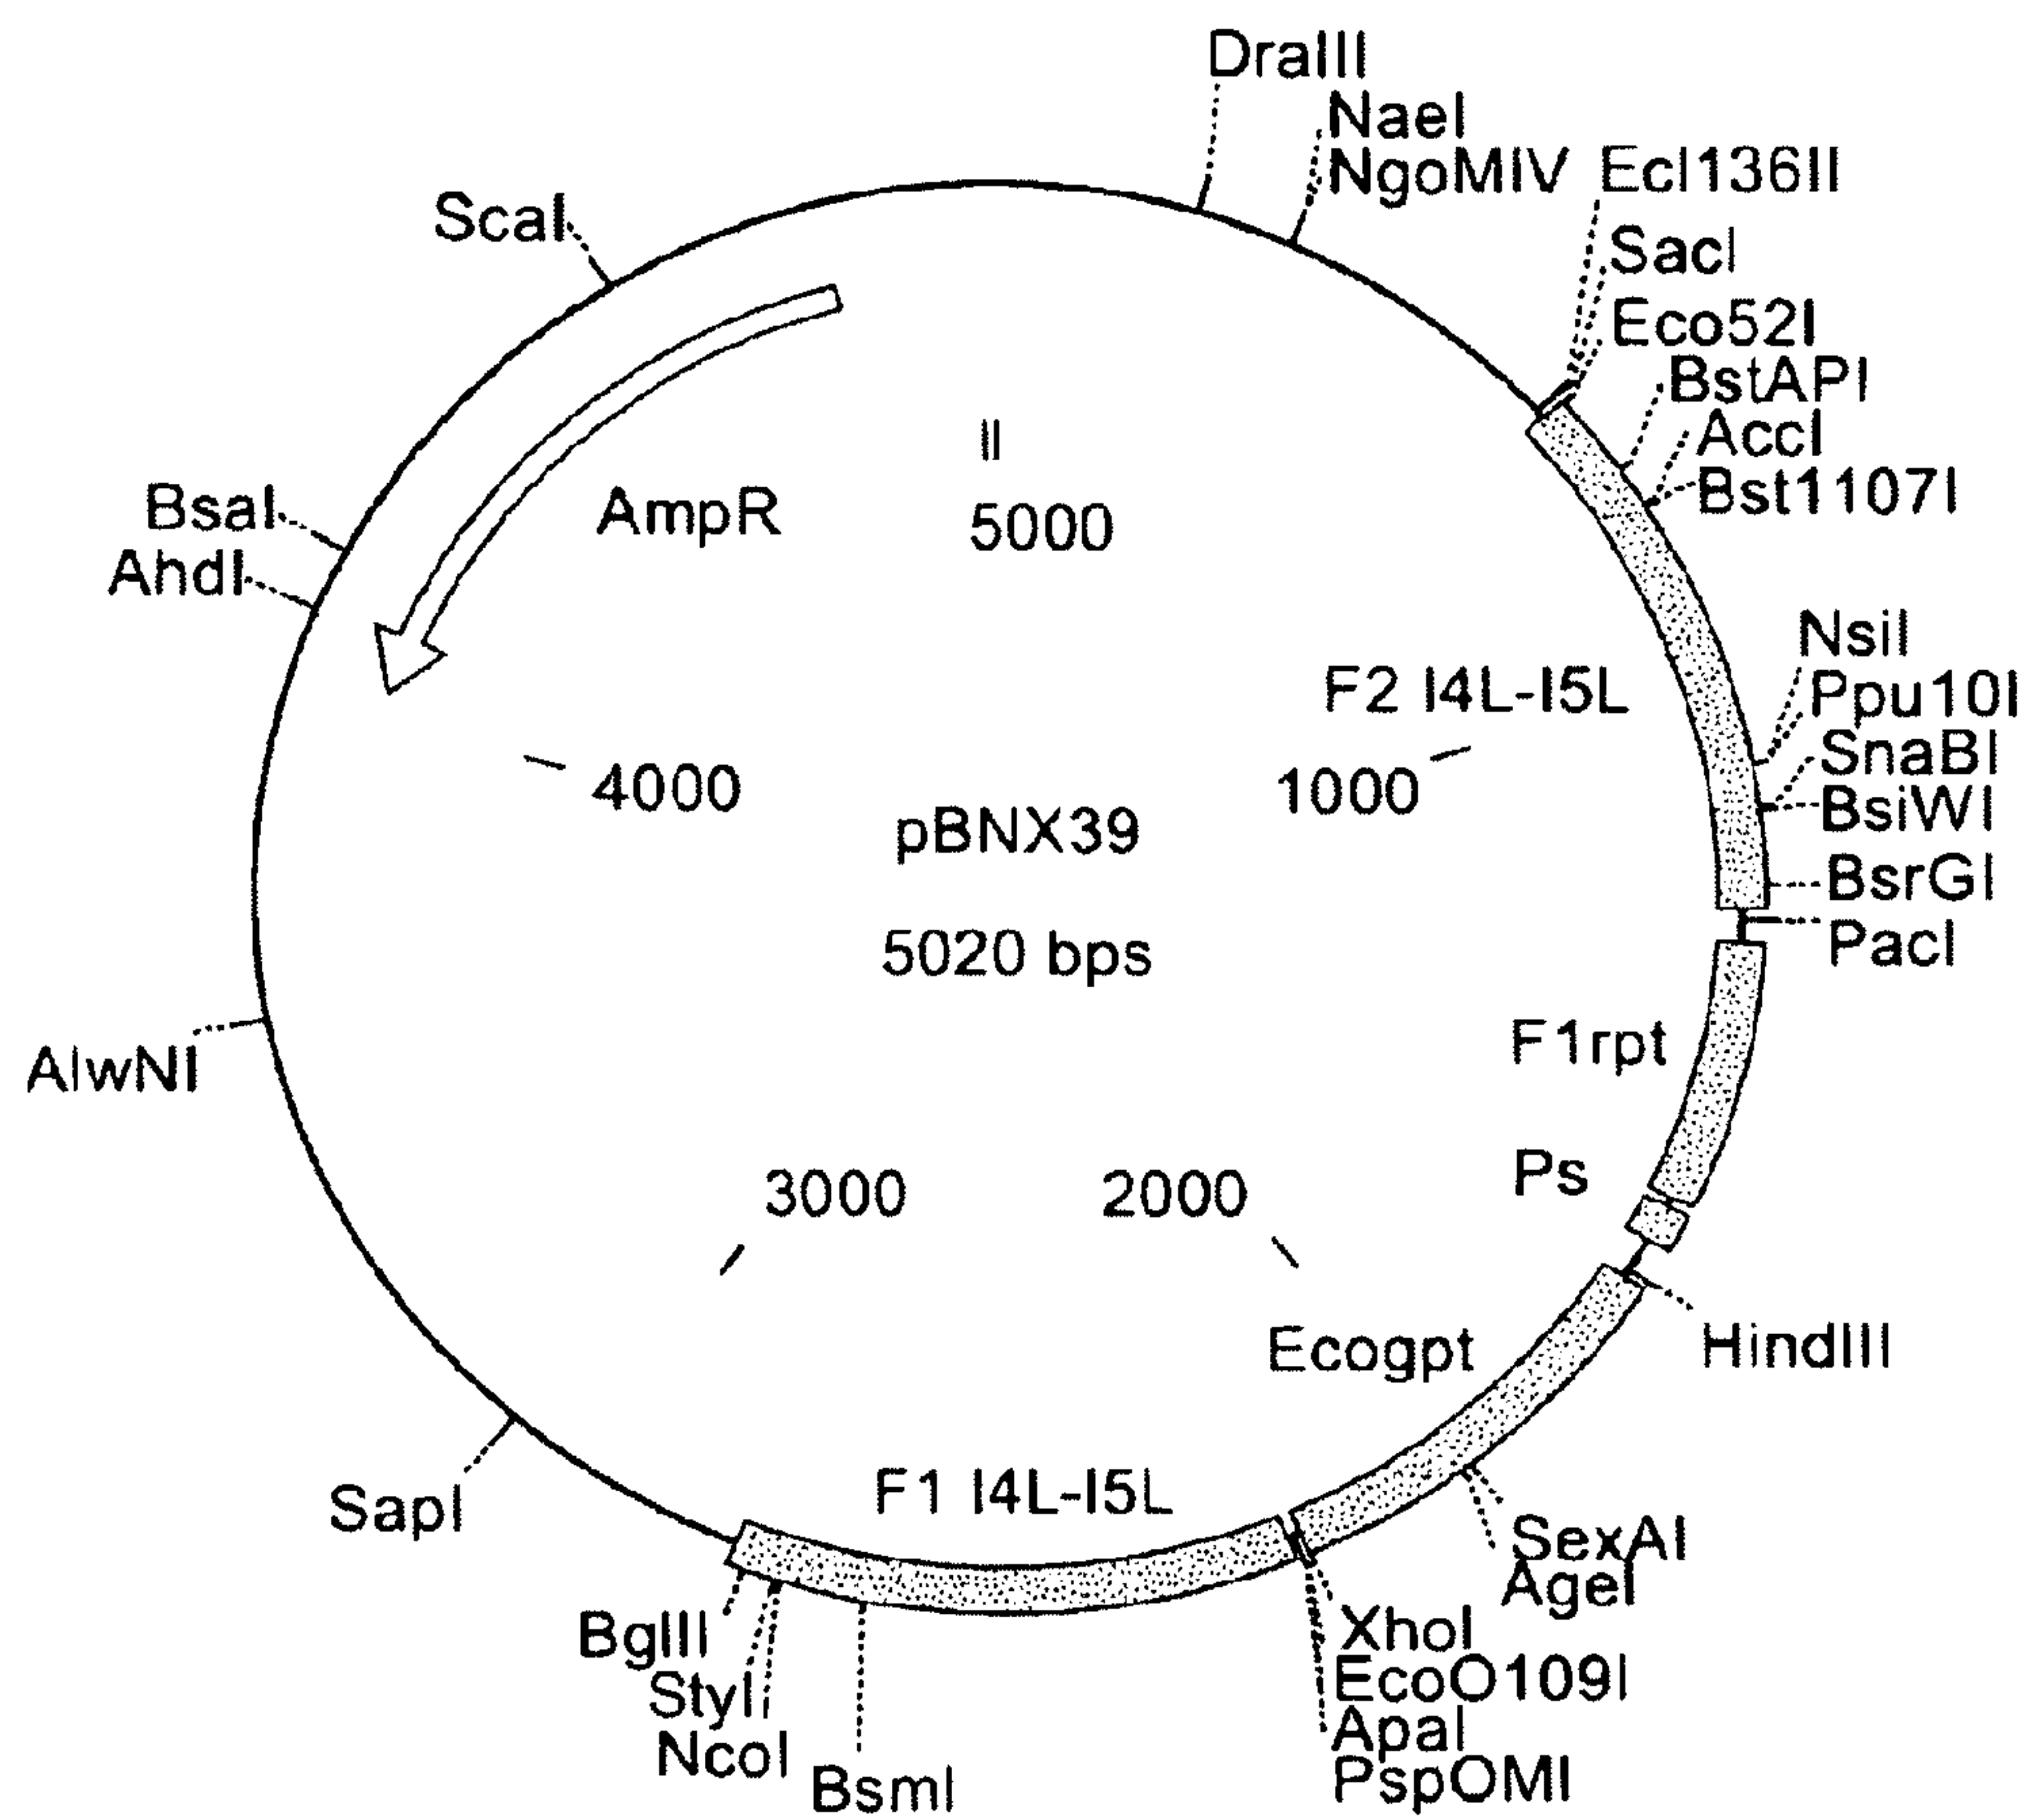 DraIII
NaeI
NgoMIV
Ecl136II
SacI
Eco52I
BstAPI
AccI
Bst1107I
ScaI
BsaI
AhdI
AmpR
5000
NsiI
Ppu10I
SnaBI
BsiWI
BsrGI
PacI
F2 I4L-I5L
1000
4000
pBNX39
5020 bps
F1rpt
AlwNI
Ps
3000
2000
HindIII
Ecogpt
SapI
F1 I4L-I5L
SexAI
AgeI
XhoI
EcoO109I
ApaI
PspOMI
BglII
StyI
NcoI
BsmI